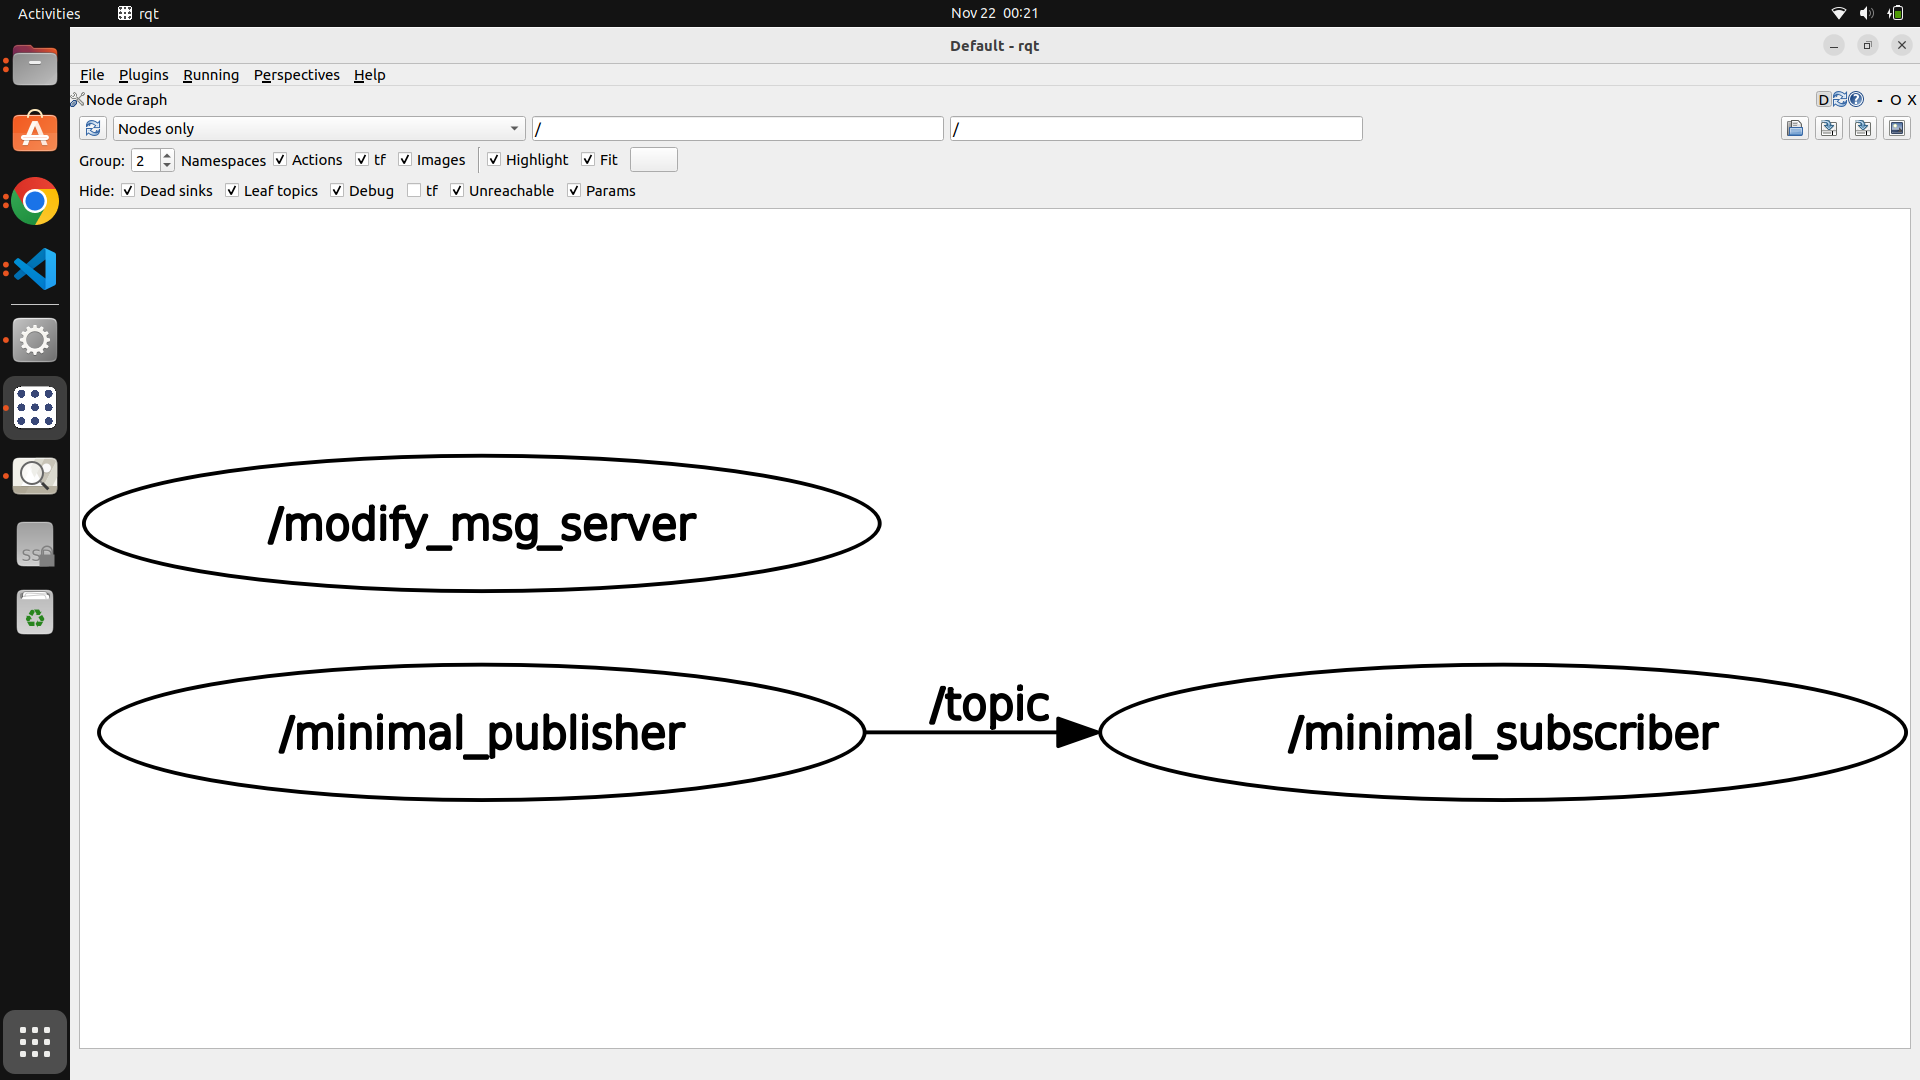 Activities rqt Nov 22 00:21
Default - rqt
File Plugins Running Perspectives Help
Node Graph D - O X
Nodes only / /
Group: 2 Namespaces Actions tf Images Highlight Fit
Hide: Dead sinks Leaf topics Debug tf Unreachable Params
/modify_msg_server
/topic
/minimal_publisher /minimal_subscriber
SS